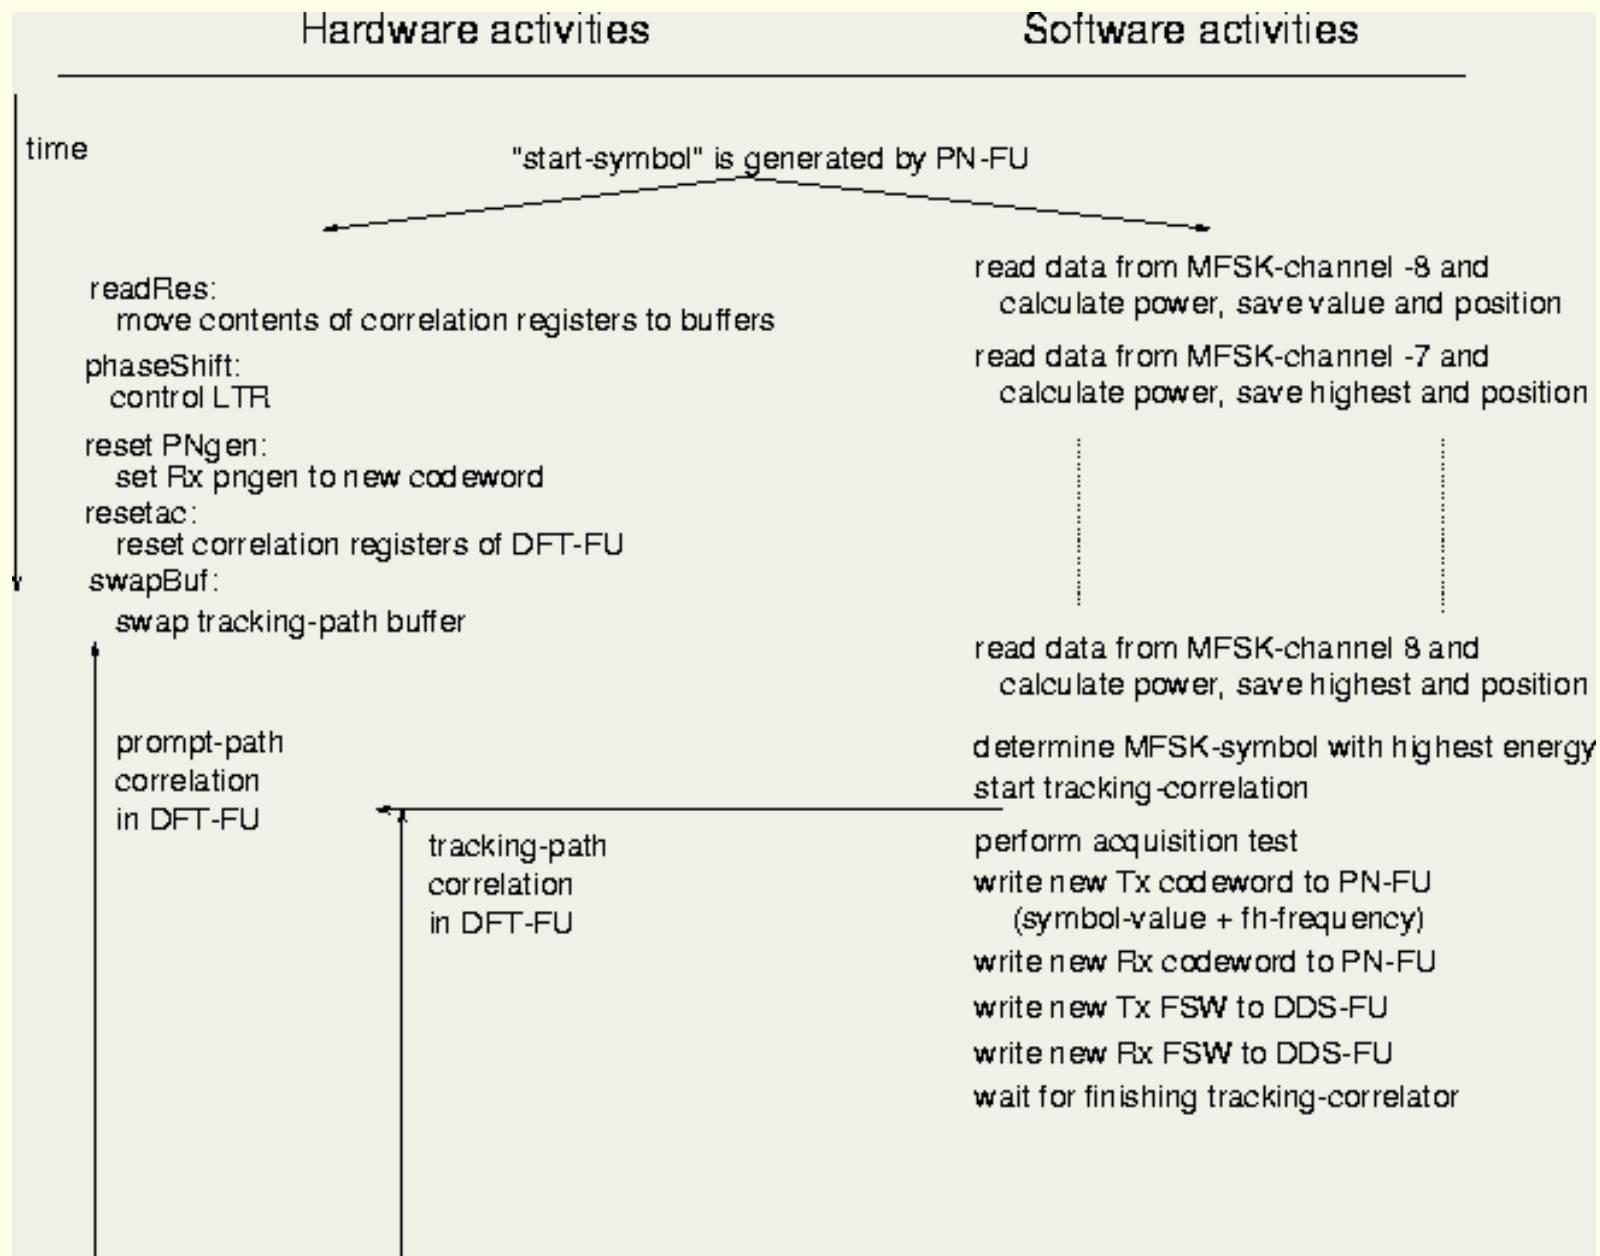 Hardware activities
Software activities
time
"start-symbol" is generated by PN-FU
readRes:
move contents of correlation registers to buffers
phaseShift:
control LTR
reset PNgen:
set Rx pngen to new codeword
resetac:
reset correlation registers of DFT-FU
swapBuf:
swap tracking-path buffer
prompt-path
correlation
in DFT-FU
tracking-path
correlation
in DFT-FU
read data from MFSK-channel -8 and
calculate power, save value and position
read data from MFSK-channel -7 and
calculate power, save highest and position
read data from MFSK-channel 8 and
calculate power, save highest and position
determine MFSK-symbol with highest energy
start tracking-correlation
perform acquisition test
write new Tx codeword to PN-FU
(symbol-value + fh-frequency)
write new Rx codeword to PN-FU
write new Tx FSW to DDS-FU
write new Rx FSW to DDS-FU
wait for finishing tracking-correlator